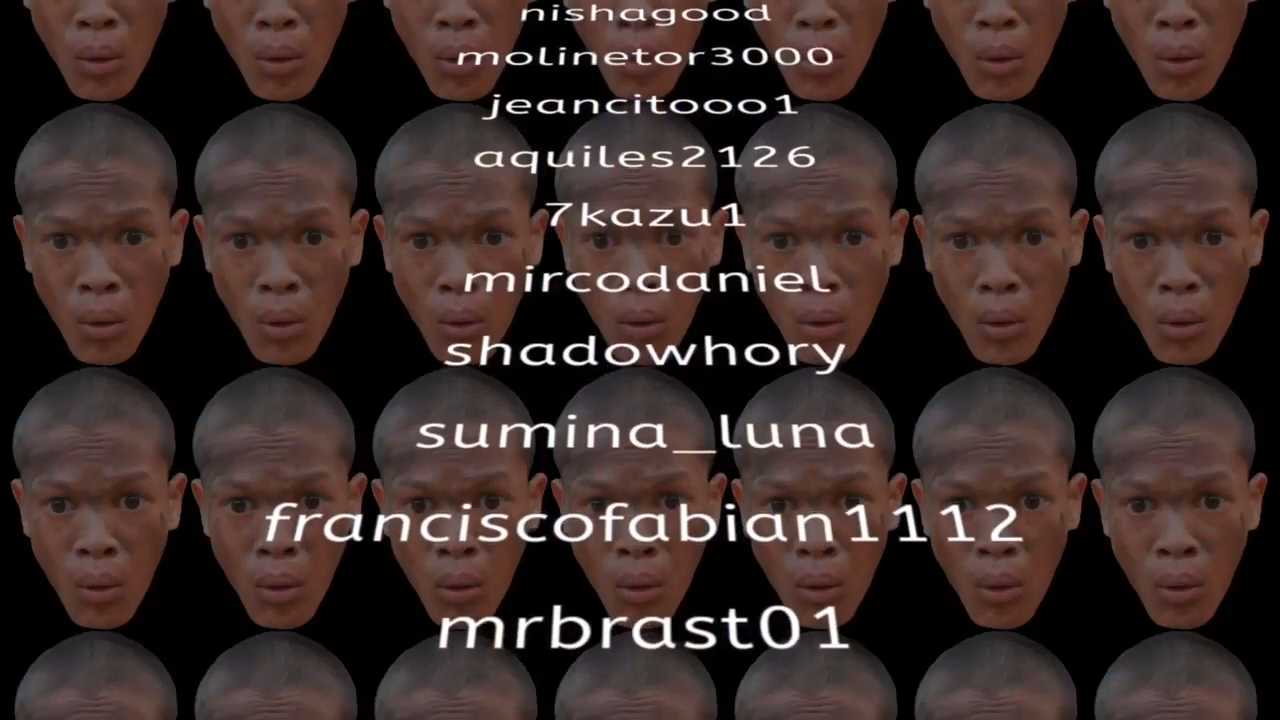 nishagood
molinetor3000
jeancitooo1
aquiles2126
7kazu1
mircodaniel
shadowhory
sumina_luna
franciscofabian1112
mrbrast01